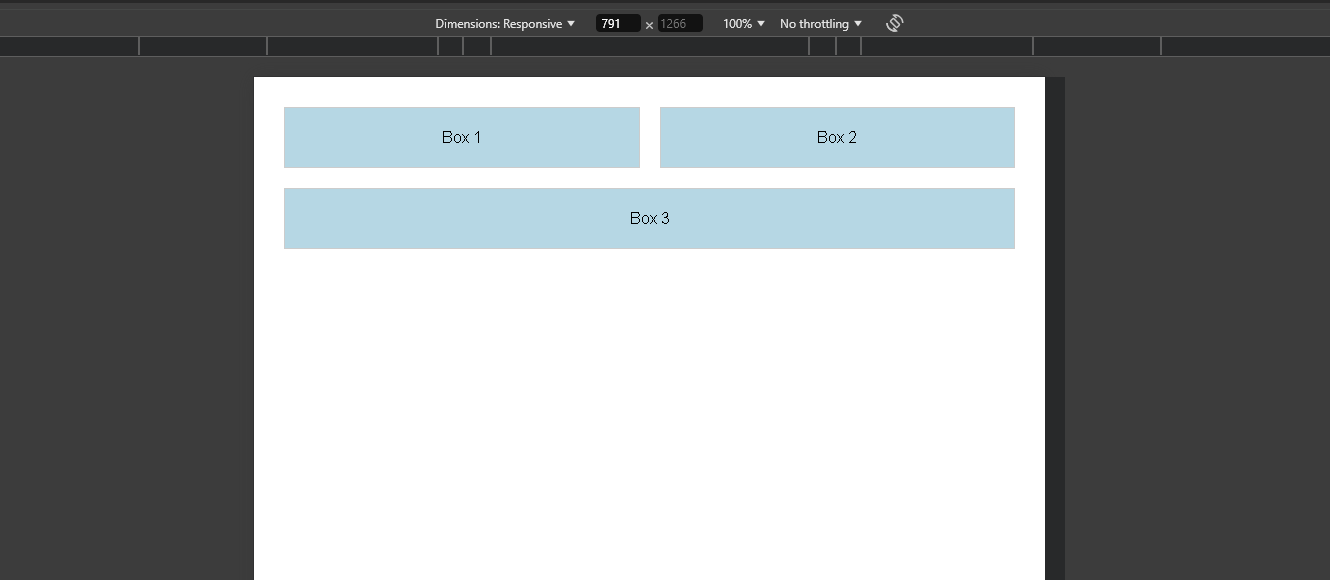 Dimensions: Responsive 791 × 1266 100% No throttling
Box 1 Box 2
Box 3